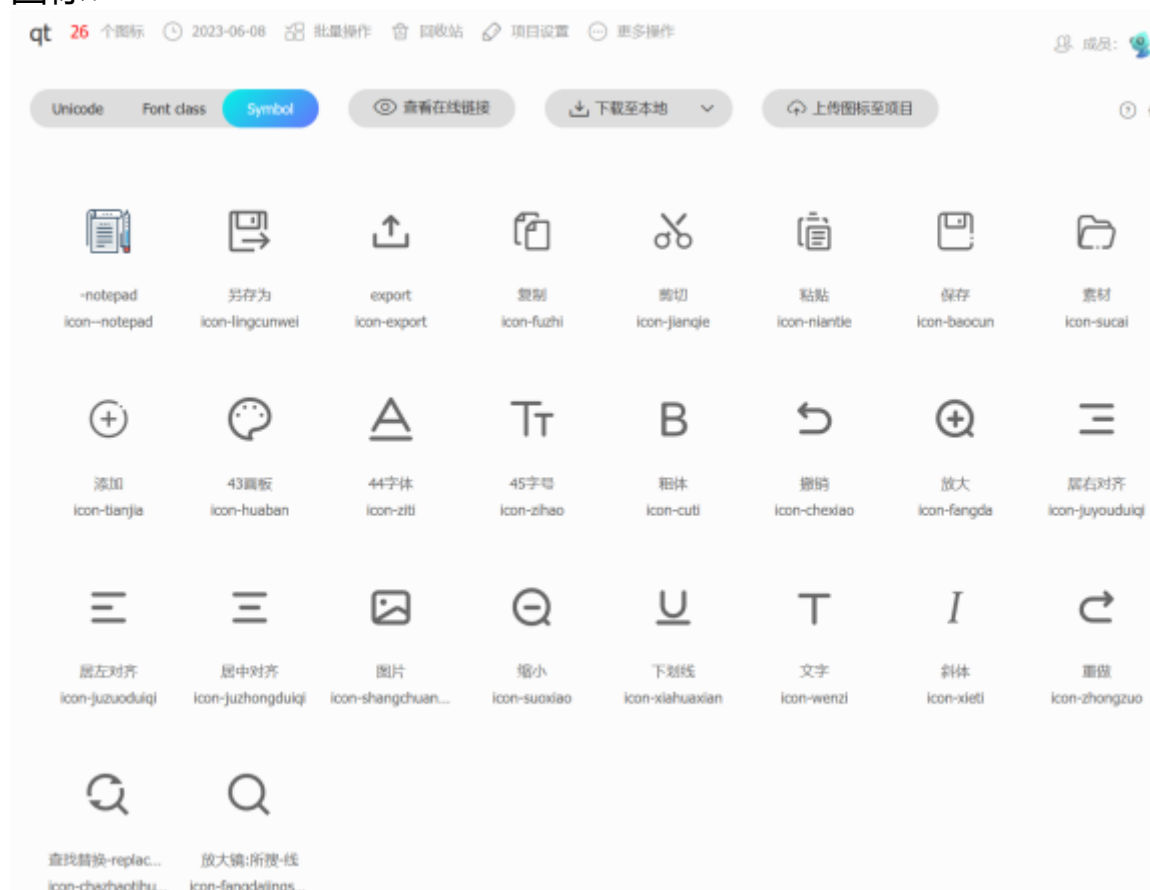 qt 26 个图标 2023-06-08 批量操作 回收站 项目设置 更多操作 成员:
Unicode Font class Symbol 查看在线链接 下载至本地 上传图标至项目
-notepad 另存为 export 复制 剪切 粘贴 保存 素材
icon--notepad icon-lingcunwei icon-export icon-fuzhi icon-jianqie icon-niantie icon-baocun icon-sucai
添加 43画板 44字体 45字号 粗体 撤销 放大 居右对齐
icon-tianjia icon-huaban icon-ziti icon-zihao icon-cuti icon-chexiao icon-fangda icon-juyouduiqi
居左对齐 居中对齐 图片 缩小 下划线 文字 斜体 重做
icon-juzuoduiqi icon-juzhongduiqi icon-shangchuan... icon-suoxiao icon-xiahuaxian icon-wenzi icon-xieti icon-zhongzuo
查找替换-replac... 放大镜:所搜-线
icon-chazhaotihu... icon-fangdajings...